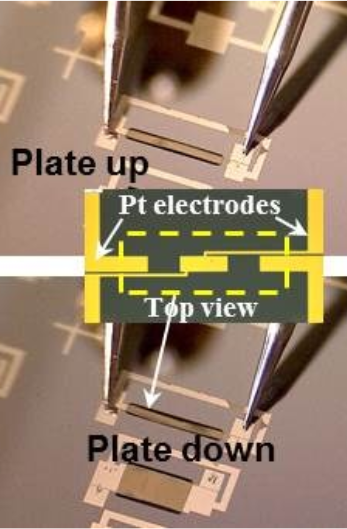 Plate up
Pt electrodes
Top view
Plate down